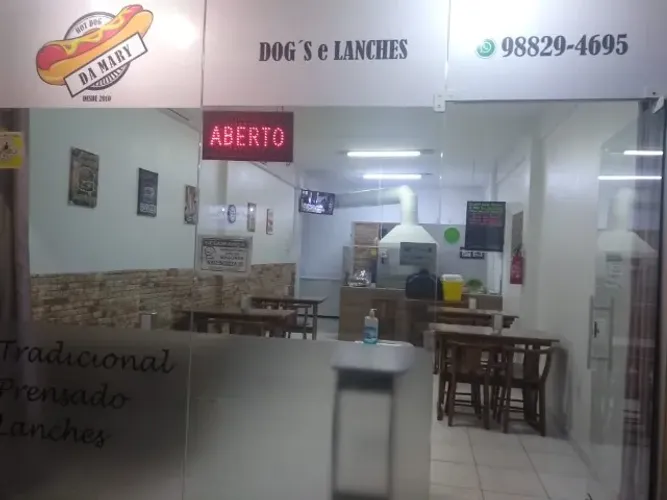 HOT DOG
DA MARY
DESDE 2010
DOG´S e LANCHES
98829-4695
ABERTO
Tradicional
Prensado
Lanches